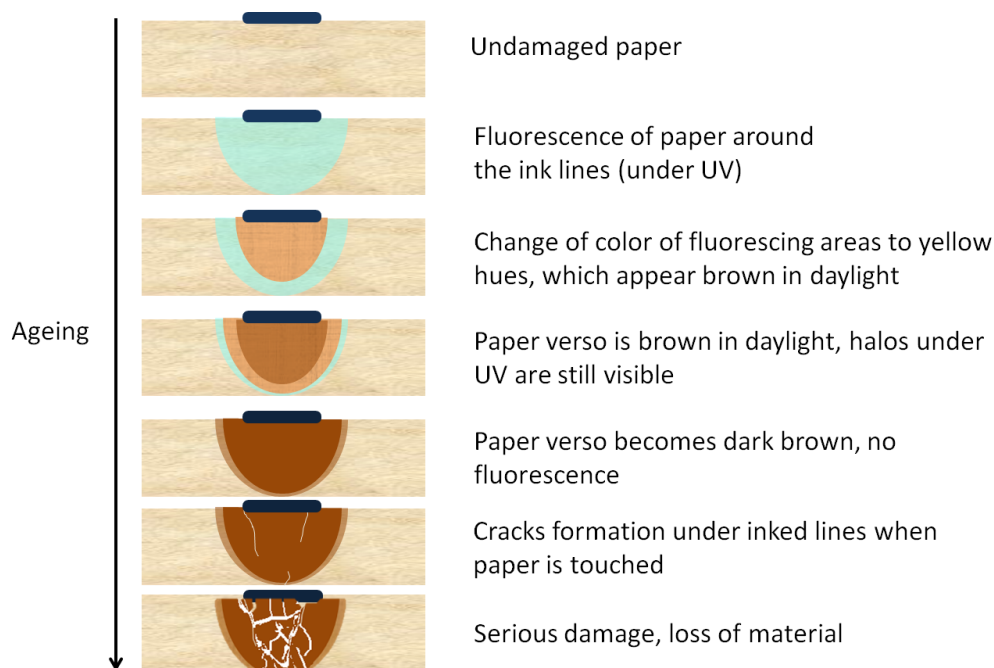 Undamaged paper
Fluorescence of paper around
the ink lines (under UV)
Change of color of fluorescing areas to yellow
hues, which appear brown in daylight
Ageing
Paper verso is brown in daylight, halos under
UV are still visible
Paper verso becomes dark brown, no
fluorescence
Cracks formation under inked lines when
paper is touched
Serious damage, loss of material